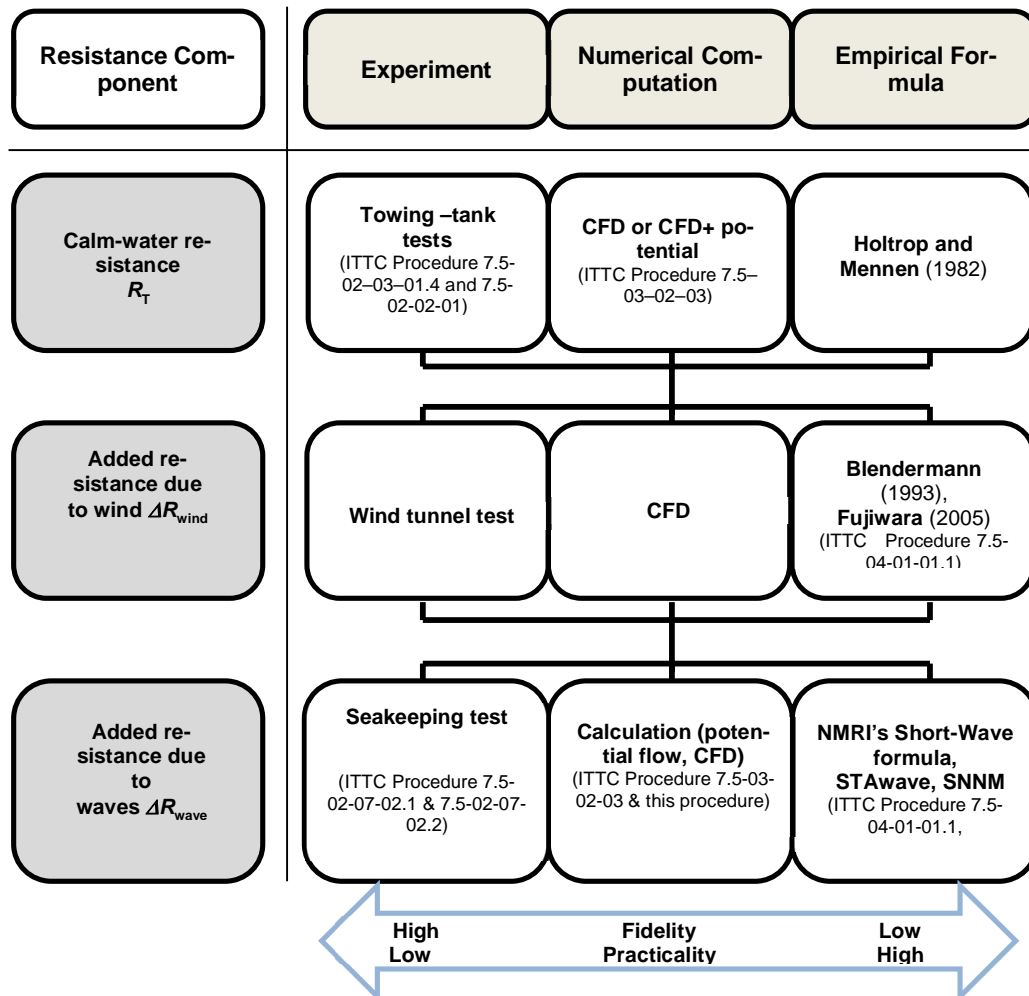 Resistance Com-
ponent
Experiment
Numerical Com-
putation
Empirical For-
mula
Calm-water re-
sistance
RT
Towing –tank
tests
(ITTC Procedure 7.5-
02–03–01.4 and 7.5-
02-02-01)
CFD or CFD+ po-
tential
(ITTC Procedure 7.5–
03–02–03)
Holtrop and
Mennen (1982)
Added re-
sistance due
to wind ΔRwind
Wind tunnel test
CFD
Blendermann
(1993),
Fujiwara (2005)
(ITTC Procedure 7.5-
04-01-01.1)
Added re-
sistance due
to
waves ΔRwave
Seakeeping test
(ITTC Procedure 7.5-
02-07-02.1 & 7.5-02-07-
02.2)
Calculation (poten-
tial flow, CFD)
(ITTC Procedure 7.5-03-
02-03 & this procedure)
NMRI's Short-Wave
formula,
STAwave, SNNM
(ITTC Procedure 7.5-
04-01-01.1,
High Fidelity Low
Low Practicality High